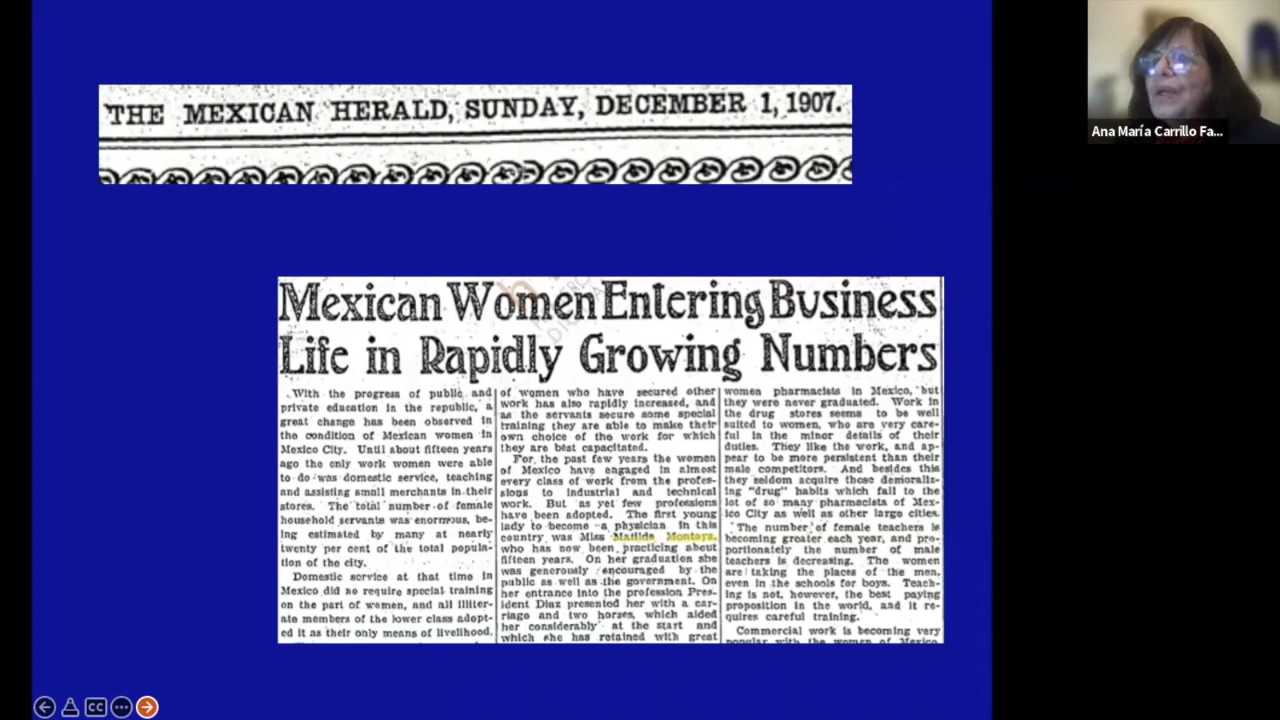 THE MEXICAN HERALD, SUNDAY, DECEMBER 1, 1907.
Ana María Carrillo Fa...
Mexican Women Entering Business
Life in Rapidly Growing Numbers
With the progress of public and
private education in the republic, a
great change has been observed in
the condition of Mexican women in
Mexico City. Until about fifteen years
ago the only work women were able
to do was domestic service, teaching
and assisting small merchants in their
stores. The total number of female
household servants was enormous, be-
ing estimated by many at nearly
twenty per cent of the total popula-
tion of the city.
Domestic service at that time in
Mexico did no require special training
on the part of women, and all illiter-
ate members of the lower class adopt-
ed it as their only means of livelihood.
of women who have secured other
work has also rapidly increased, and
as the servants secure some special
training they are able to make their
own choice of the work for which
they are best capacitated.
For the past few years the women
of Mexico have engaged in almost
every class of work from the profes-
sions to industrial and technical
work. But as yet few professions
have been adopted. The first young
lady to become a physician in this
country was Miss Matilde Montoya,
who has now been practicing about
fifteen years. On her graduation she
was generously encouraged by the
public as well as the government. On
her entrance into the profession Pres-
ident Diaz presented her with a car-
riage and two horses, which aided
her considerably at the start and
which she has retained with great
women pharmacists in Mexico, but
they were never graduated. Work in
the drug stores seems to be well
suited to women, who are very care-
ful in the minor details of their
duties. They like the work, and ap-
pear to be more persistent than their
male competitors. And besides this
they seldom acquire those demoraliz-
ing "drug" habits which fall to the
lot of so many pharmacists of Mex-
ico City as well as other large cities.
The number of female teachers is
becoming greater each year, and pro-
portionately the number of male
teachers is decreasing. The women
are taking the places of the men,
even in the schools for boys. Teach-
ing is not, however, the best paying
proposition in the world, and it re-
quires careful training.
Commercial work is becoming very
popular with the women of Mexico.
CC